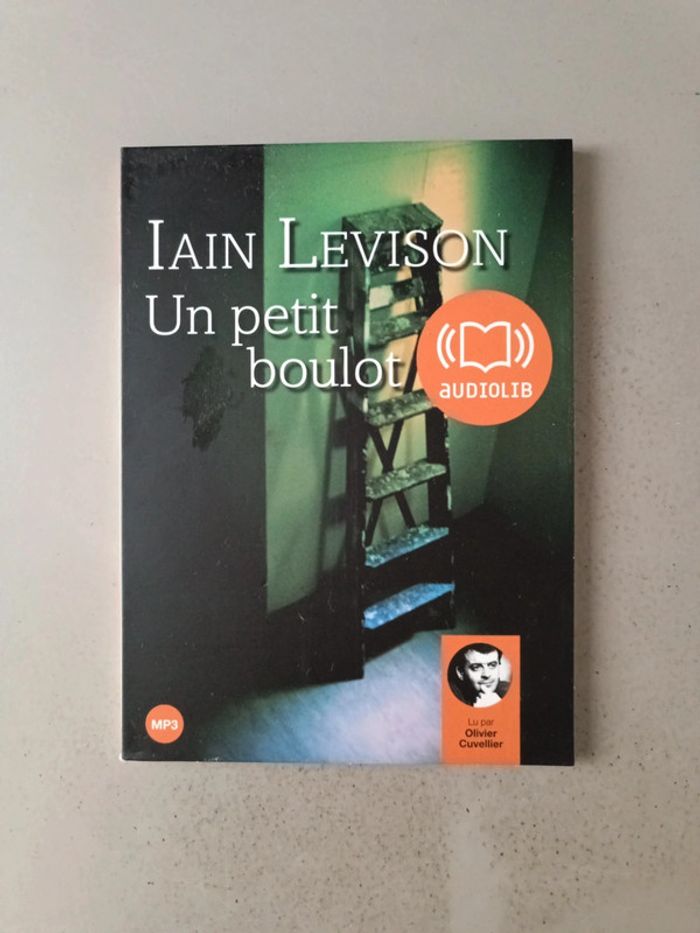 IAIN LEVISON
Un petit
boulot
aUDIOLIB
MP3
Lu par
Olivier
Cuvellier